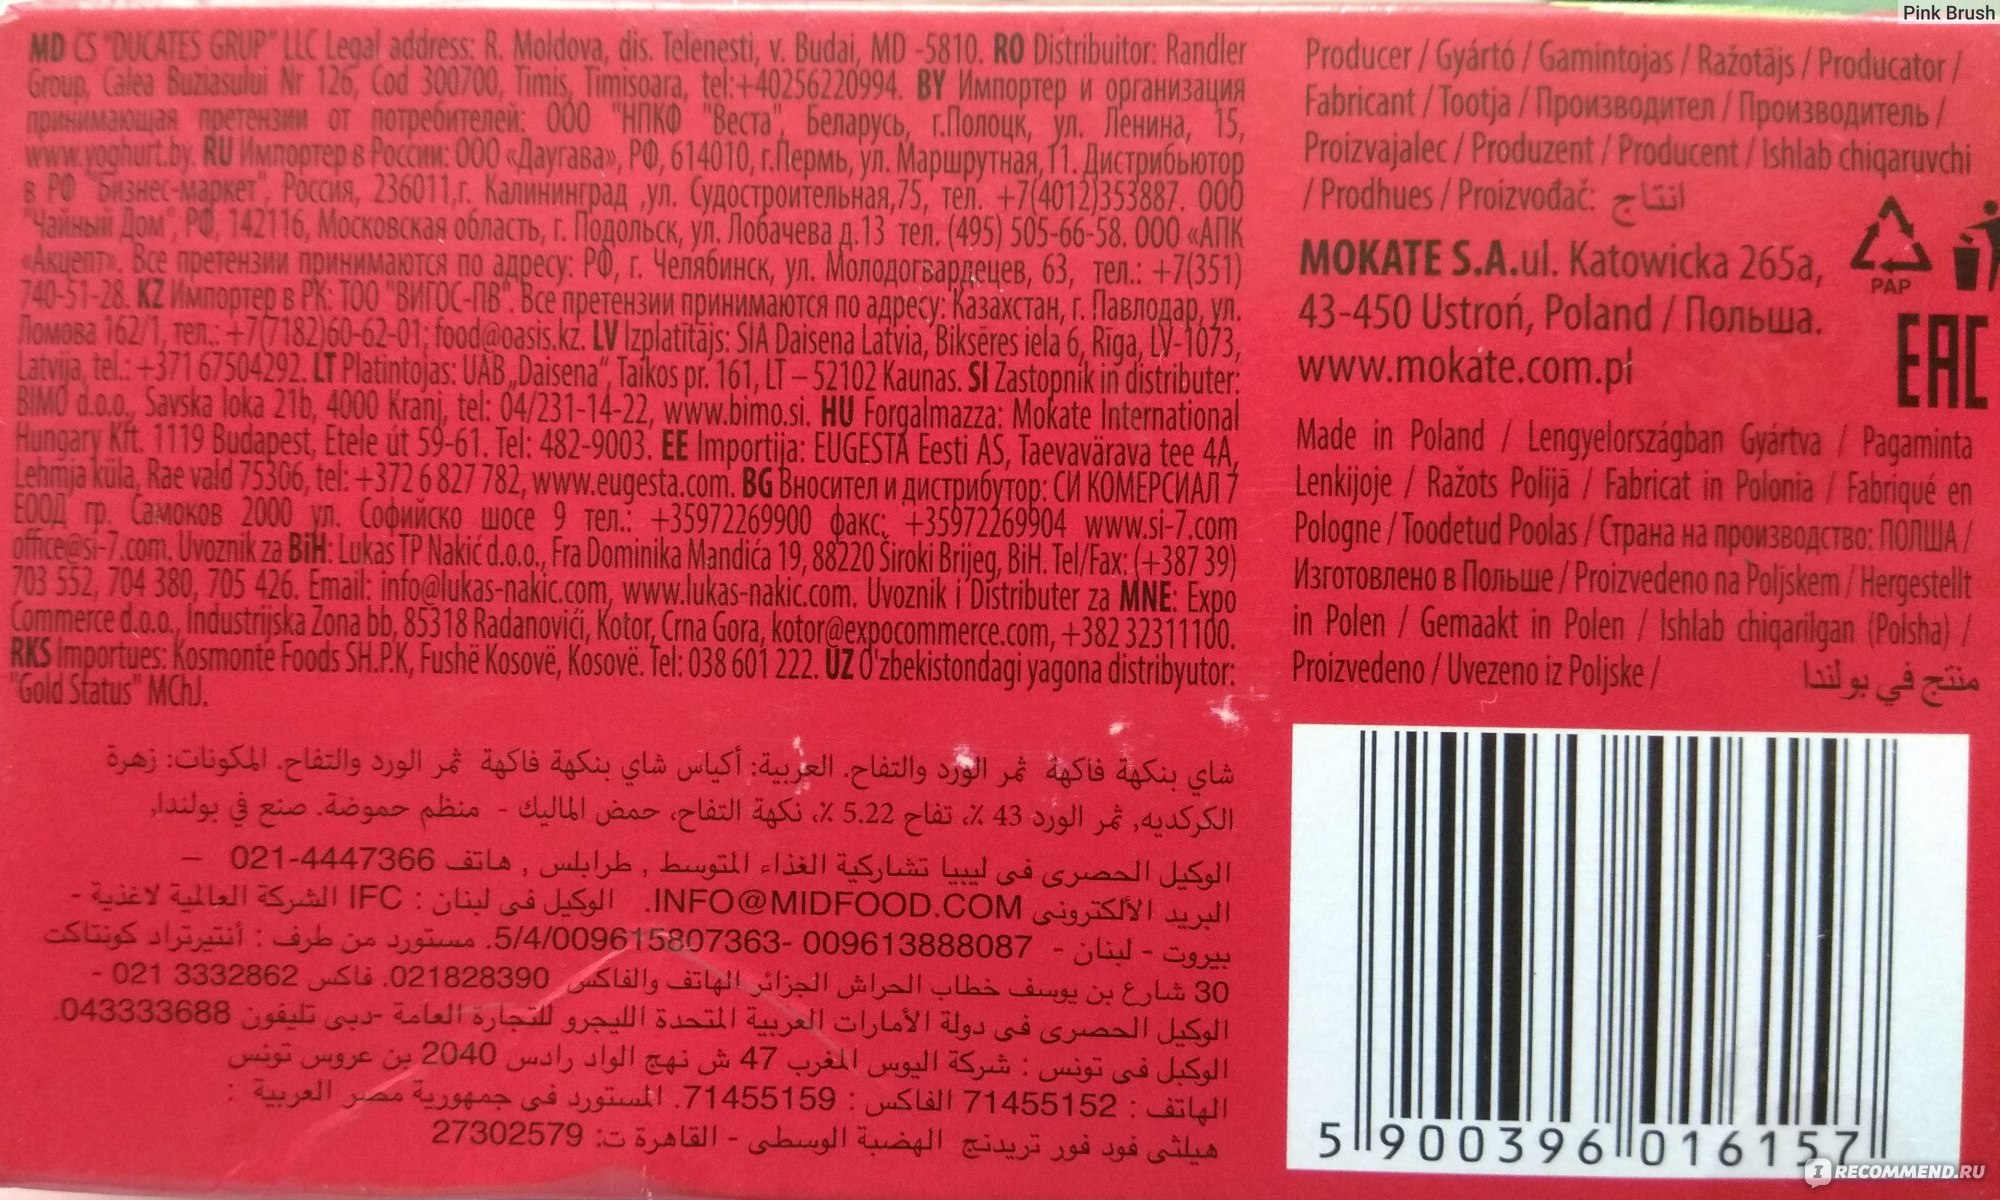 Pink Brush
MD CS "DUCATES GRUP" LLC Legal address: R. Moldova, dis. Telenesti, v. Budai, MD -5810. RO Distribuitor: Randler
Group, Calea Buziasului Nr 126, Cod 300700, Timis, Timisoara, tel:+40256220994. BY Импортер и организация
принимающая претензии от потребителей: ООО "НПКФ "Веста", Беларусь, г.Полоцк, ул. Ленина, 15,
www.yoghurt.by. RU Импортер в России: ООО «Даугава», РФ, 614010, г.Пермь, ул. Маршрутная,11. Дистрибьютор
в РФ "Бизнес-маркет", Россия, 236011,г. Калининград ,ул. Судостроительная,75, тел. +7(4012)353887. ООО
"Чайный Дом", РФ, 142116, Московская область, г. Подольск, ул. Лобачева д.13 тел. (495) 505-66-58. ООО «АПК
«Акцепт». Все претензии принимаются по адресу: РФ, г. Челябинск, ул. Молодогвардецев, 63, тел.: +7(351)
740-51-28. KZ Импортер в РК: ТОО "ВИГОС-ПВ". Все претензии принимаются по адресу: Казахстан, г. Павлодар, ул.
Ломова 162/1, тел.: +7(7182)60-62-01; food@oasis.kz. LV Izplatītājs: SIA Daisena Latvia, Biksēres iela 6, Rīga, LV-1073,
Latvija, tel.: +371 67504292. LT Platintojas: UAB „Daisena", Taikos pr. 161, LT – 52102 Kaunas. SI Zastopnik in distributer:
BIMO d.o.o., Savska loka 21b, 4000 Kranj, tel: 04/231-14-22, www.bimo.si. HU Forgalmazza: Mokate International
Hungary Kft. 1119 Budapest, Etele út 59-61. Tel: 482-9003. EE Importija: EUGESTA Eesti AS, Taevavärava tee 4A,
Lehmja küla, Rae vald 75306, tel: +372 6 827 782, www.eugesta.com. BG Вносител и дистрибутор: СИ КОМЕРСИАЛ 7
ЕООД гр. Самоков 2000 ул. Софийско шосе 9 тел.: +35972269900 факс: +35972269904 www.si-7.com
office@si-7.com. Uvoznik za BiH: Lukas TP Nakić d.o.o., Fra Dominika Mandića 19, 88220 Široki Brijeg, BiH. Tel/Fax: (+387 39)
703 552, 704 380, 705 426. Email: info@lukas-nakic.com, www.lukas-nakic.com. Uvoznik i Distributer za MNE: Expo
Commerce d.o.o., Industrijska Zona bb, 85318 Radanovići, Kotor, Crna Gora, kotor@expocommerce.com, +382 32311100.
RKS Importues: Kosmonte Foods SH.P.K, Fushë Kosovë, Kosovë. Tel: 038 601 222. UZ O'zbekistondagi yagona distribyutor:
"Gold Status" MChJ.
شاي بنكهة فاكهة ثمر الورد والتفاح. العربية: أكياس شاي بنكهة فاكهة ثمر الورد والتفاح. المكونات: زهرة
الكركديه, ثمر الورد 43 ٪، تفاح 5.22 ٪، نكهة التفاح، حمض الماليك - منظم حموضة. صنع في بولندا,
الوكيل الحصرى فى ليبيا تشاركية الغذاء المتوسط , طرابلس , هاتف 021-4447366 –
البريد الألكترونى INFO@MIDFOOD.COM. الوكيل فى لبنان : IFC الشركة العالمية لاغذية -
بيروت - لبنان - 009613888087 -5/4/009615807363. مستورد من طرف : أنتيرتراد كونتاكت
30 شارع بن يوسف خطاب الحراش الجزائر الهاتف والفاكس 021828390. فاكس 3332862 021 -
الوكيل الحصرى فى دولة الأمارات العربية المتحدة الليجرو للتجارة العامة -دبى تليفون 043333688.
الوكيل فى تونس : شركة اليوس المغرب 47 ش نهج الواد رادس 2040 بن عروس تونس
الهاتف : 71455152 الفاكس : 71455159. المستورد فى جمهورية مصر العربية :
هيلثى فود فور تريدنج الهضبة الوسطى - القاهرة ت: 27302579
Producer / Gyártó / Gamintojas / Ražotājs / Producator /
Fabricant / Tootja / Производител / Производитель /
Proizvajalec / Produzent / Producent / Ishlab chiqaruvchi
/ Prodhues / Proizvođač: انتاج
MOKATE S.A.ul. Katowicka 265a,
43-450 Ustroń, Poland / Польша.
www.mokate.com.pl
PAP
EAC
Made in Poland / Lengyelországban Gyártva / Pagaminta
Lenkijoje / Ražots Polijā / Fabricat in Polonia / Fabriqué en
Pologne / Toodetud Poolas / Страна на производство: ПОЛША /
Изготовлено в Польше / Proizvedeno na Poljskem / Hergestellt
in Polen / Gemaakt in Polen / Ishlab chiqarilgan (Polsha) /
Proizvedeno / Uvezeno iz Poljske / منتج في بولندا
5 900396 016157
RECOMMEND.RU